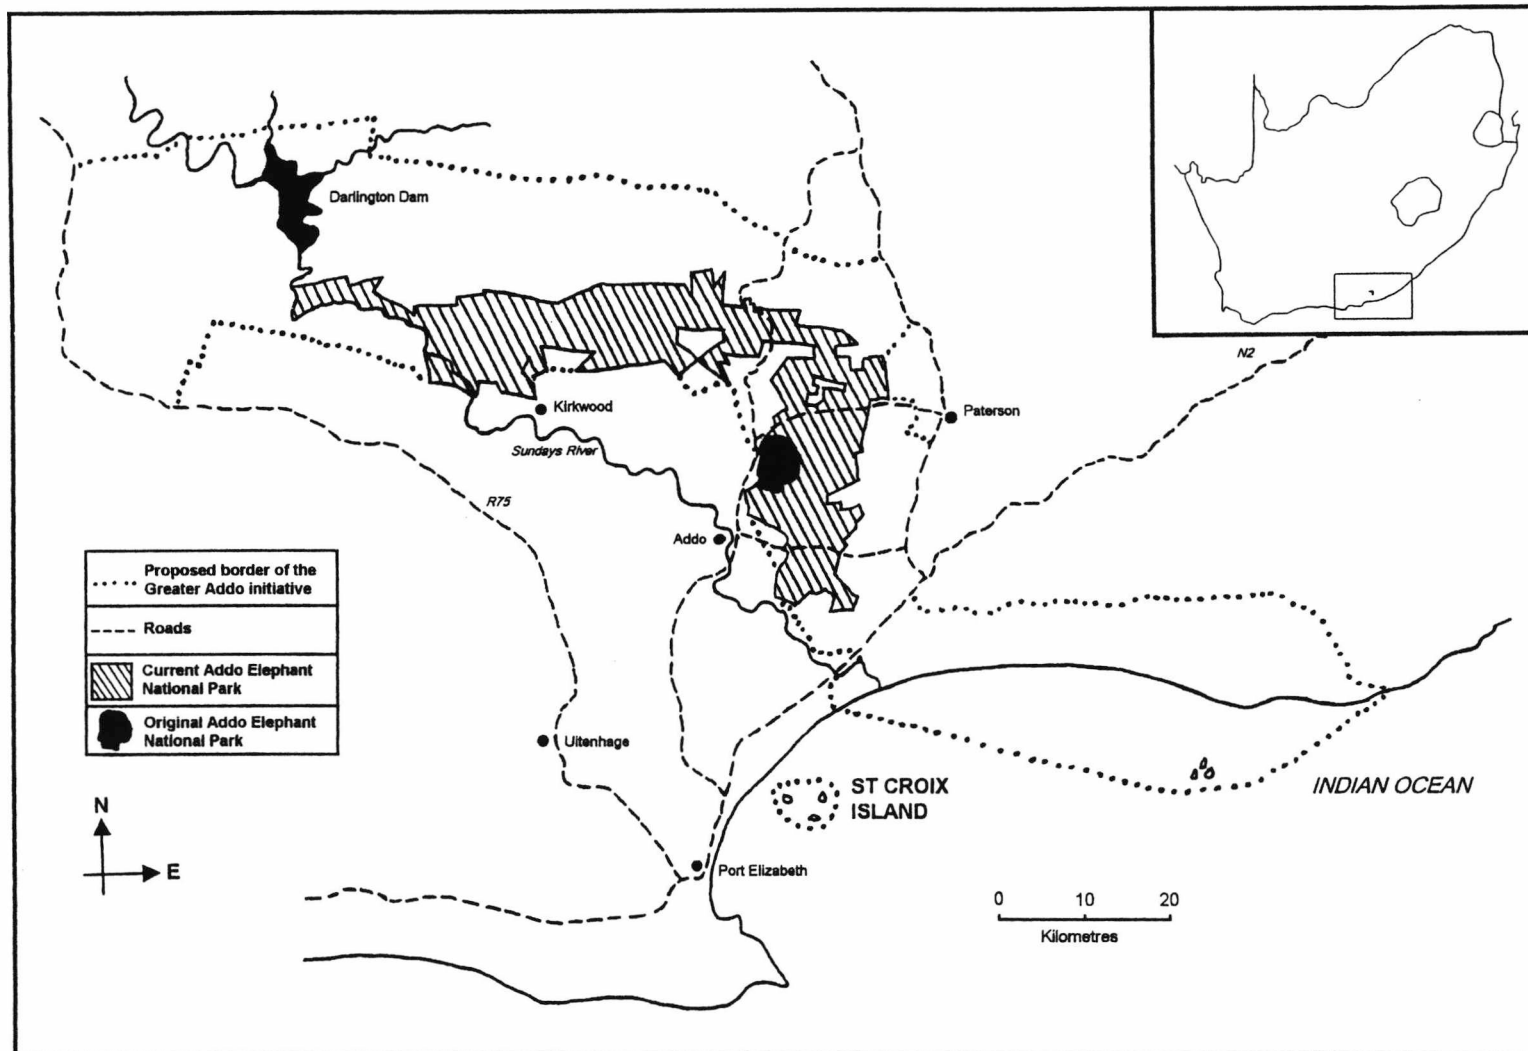 Darlington Dam
N2
Kirkwood
Paterson
Sundays River
R75
Addo
Proposed border of the
Greater Addo initiative
Roads
Current Addo Elephant
National Park
Original Addo Elephant
National Park
Uitenhage
ST CROIX
ISLAND
INDIAN OCEAN
N
E
Port Elizabeth
0 10 20
Kilometres